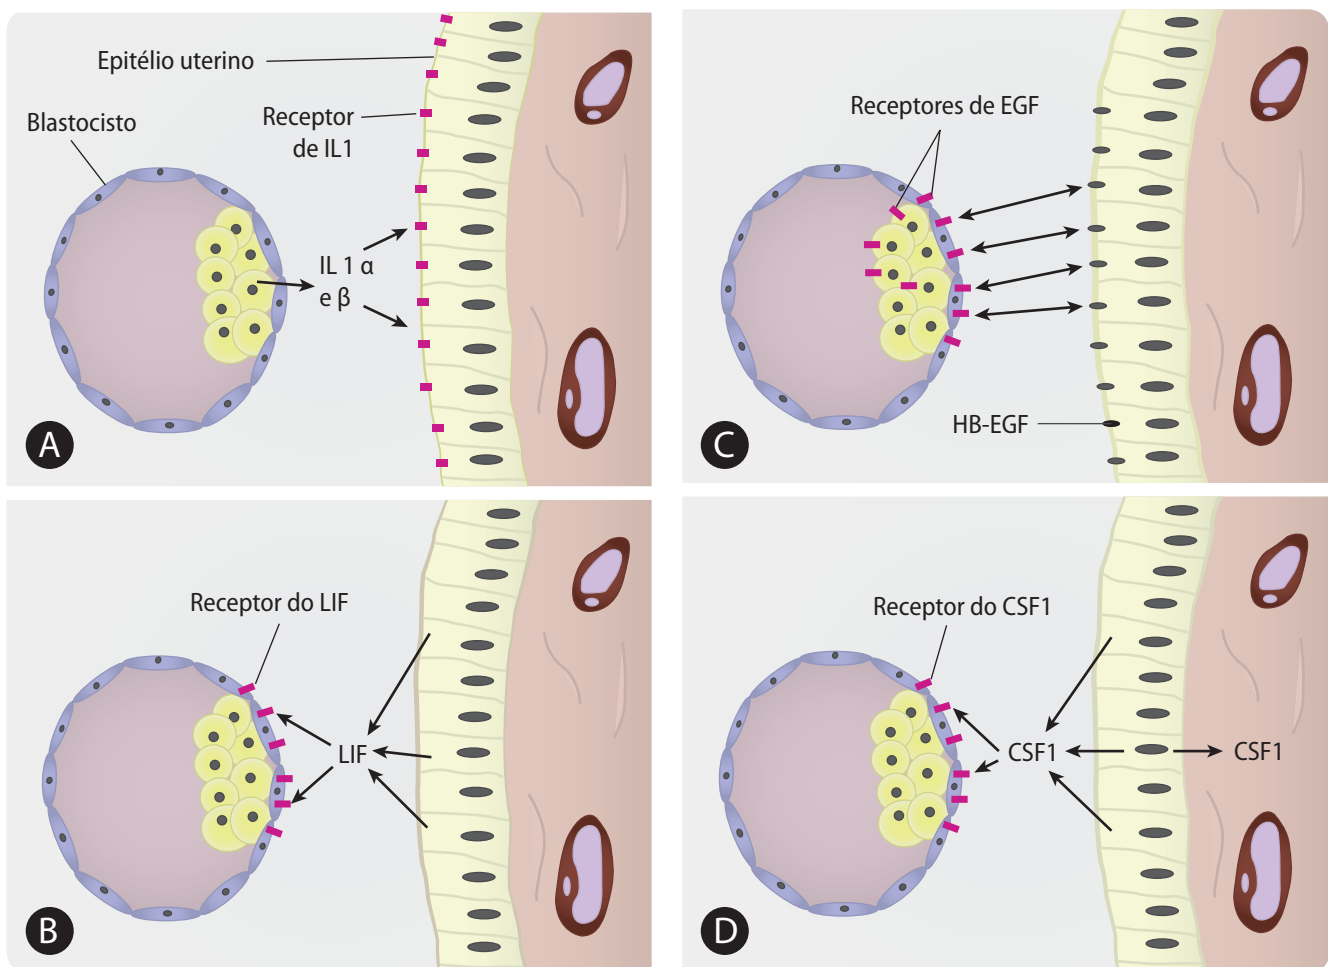 Epitélio uterino
Blastocisto
Receptor
de IL1
IL 1 α
e β
A
Receptores de EGF
HB-EGF
C
Receptor do LIF
LIF
B
Receptor do CSF1
CSF1
CSF1
D